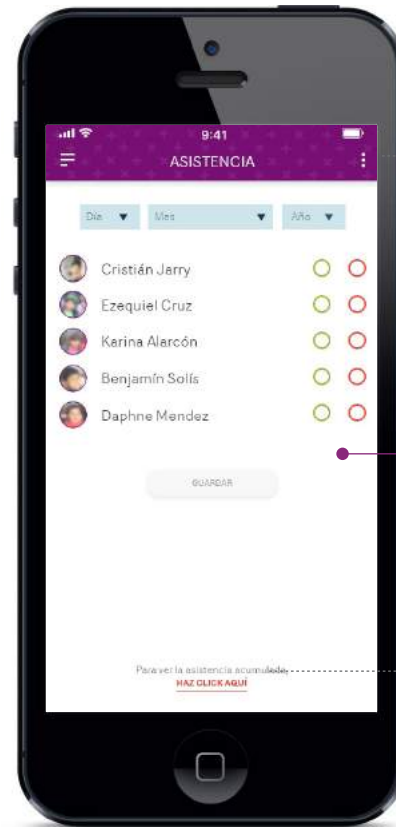 9:41
ASISTENCIA
Día Mes Año
Cristián Jarry
Ezequiel Cruz
Karina Alarcón
Benjamín Solís
Daphne Mendez
GUARDAR
Para ver la asistencia acumulada,
HAZ CLICK AQUÍ